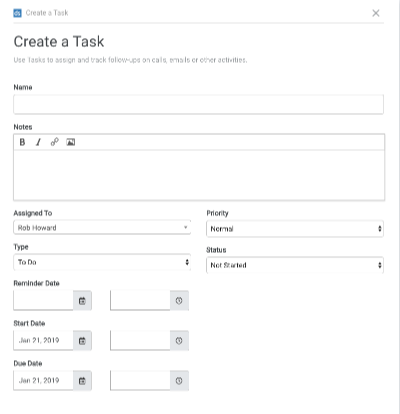 Create a Task
Create a Task
Use Tasks to assign and track follow-ups on calls, emails or other activities.
Name
Notes
B I
Assigned To
Priority
Rob Howard
Normal
Type
Status
To Do
Not Started
Reminder Date
Start Date
Jan 21, 2019
Due Date
Jan 21, 2019